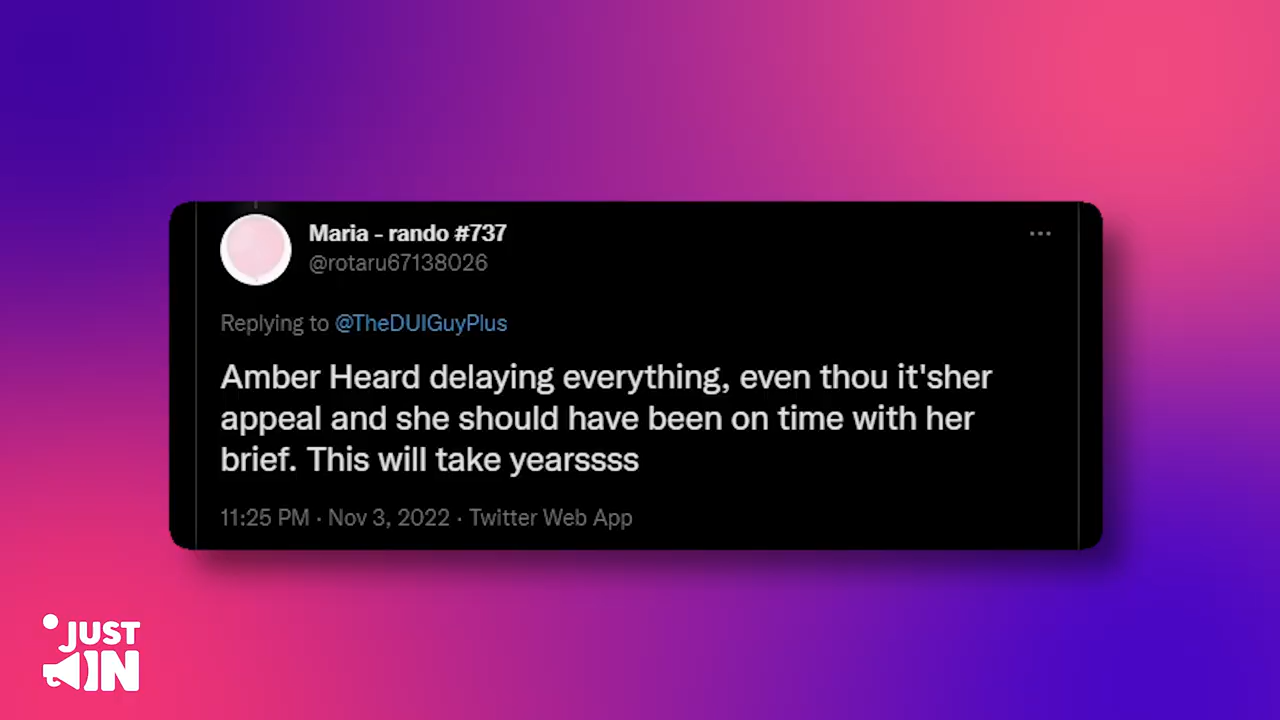 Maria - rando #737
@rotaru67138026
Replying to @TheDUIGuyPlus
Amber Heard delaying everything, even thou it'sher
appeal and she should have been on time with her
brief. This will take yearssss
11:25 PM · Nov 3, 2022 · Twitter Web App
JUST
IN